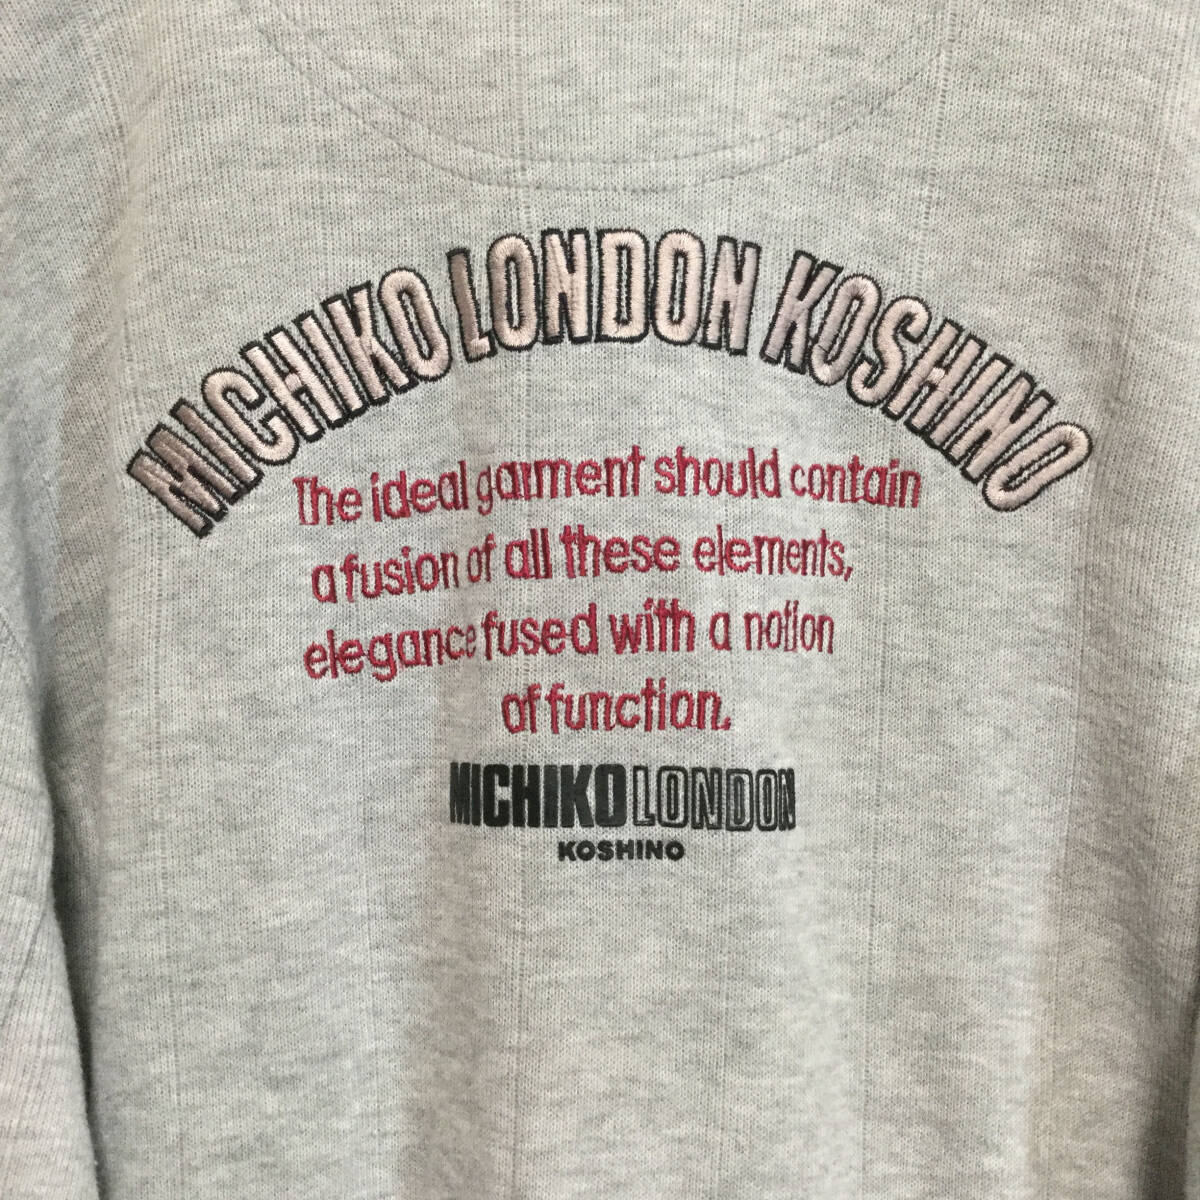 MICHIKO LONDON KOSHINO
The ideal garment should contain
a fusion of all these elements,
elegance fused with a notion
of function.
MICHIKO LONDON
KOSHINO